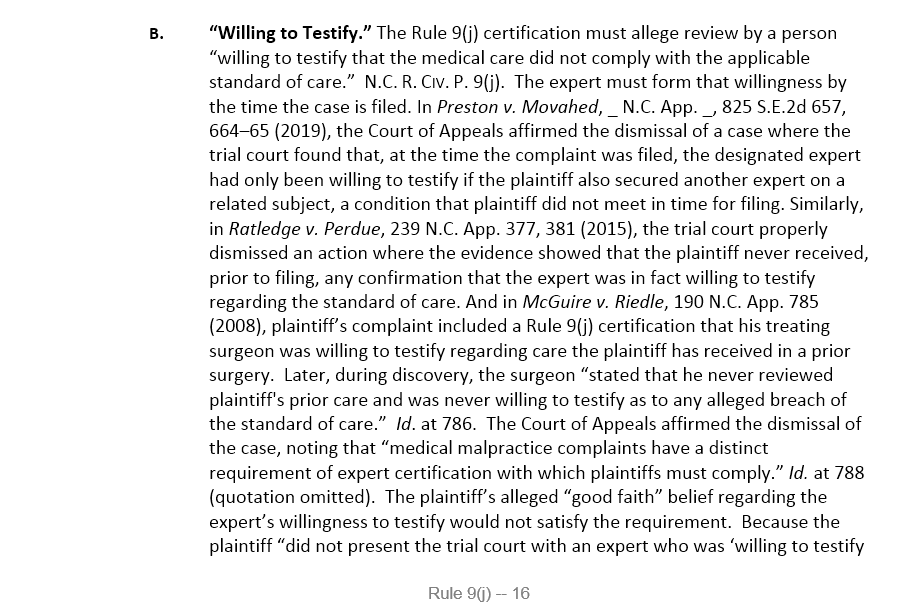 B. “Willing to Testify.” The Rule 9(j) certification must allege review by a person
“willing to testify that the medical care did not comply with the applicable
standard of care.”  N.C. R. CIV. P. 9(j).  The expert must form that willingness by
the time the case is filed. In Preston v. Movahed, _ N.C. App. _, 825 S.E.2d 657,
664–65 (2019), the Court of Appeals affirmed the dismissal of a case where the
trial court found that, at the time the complaint was filed, the designated expert
had only been willing to testify if the plaintiff also secured another expert on a
related subject, a condition that plaintiff did not meet in time for filing. Similarly,
in Ratledge v. Perdue, 239 N.C. App. 377, 381 (2015), the trial court properly
dismissed an action where the evidence showed that the plaintiff never received,
prior to filing, any confirmation that the expert was in fact willing to testify
regarding the standard of care. And in McGuire v. Riedle, 190 N.C. App. 785
(2008), plaintiff’s complaint included a Rule 9(j) certification that his treating
surgeon was willing to testify regarding care the plaintiff has received in a prior
surgery.  Later, during discovery, the surgeon “stated that he never reviewed
plaintiff's prior care and was never willing to testify as to any alleged breach of
the standard of care.”  Id. at 786.  The Court of Appeals affirmed the dismissal of
the case, noting that “medical malpractice complaints have a distinct
requirement of expert certification with which plaintiffs must comply.” Id. at 788
(quotation omitted).  The plaintiff’s alleged “good faith” belief regarding the
expert’s willingness to testify would not satisfy the requirement.  Because the
plaintiff “did not present the trial court with an expert who was ‘willing to testify
Rule 9(j) -- 16